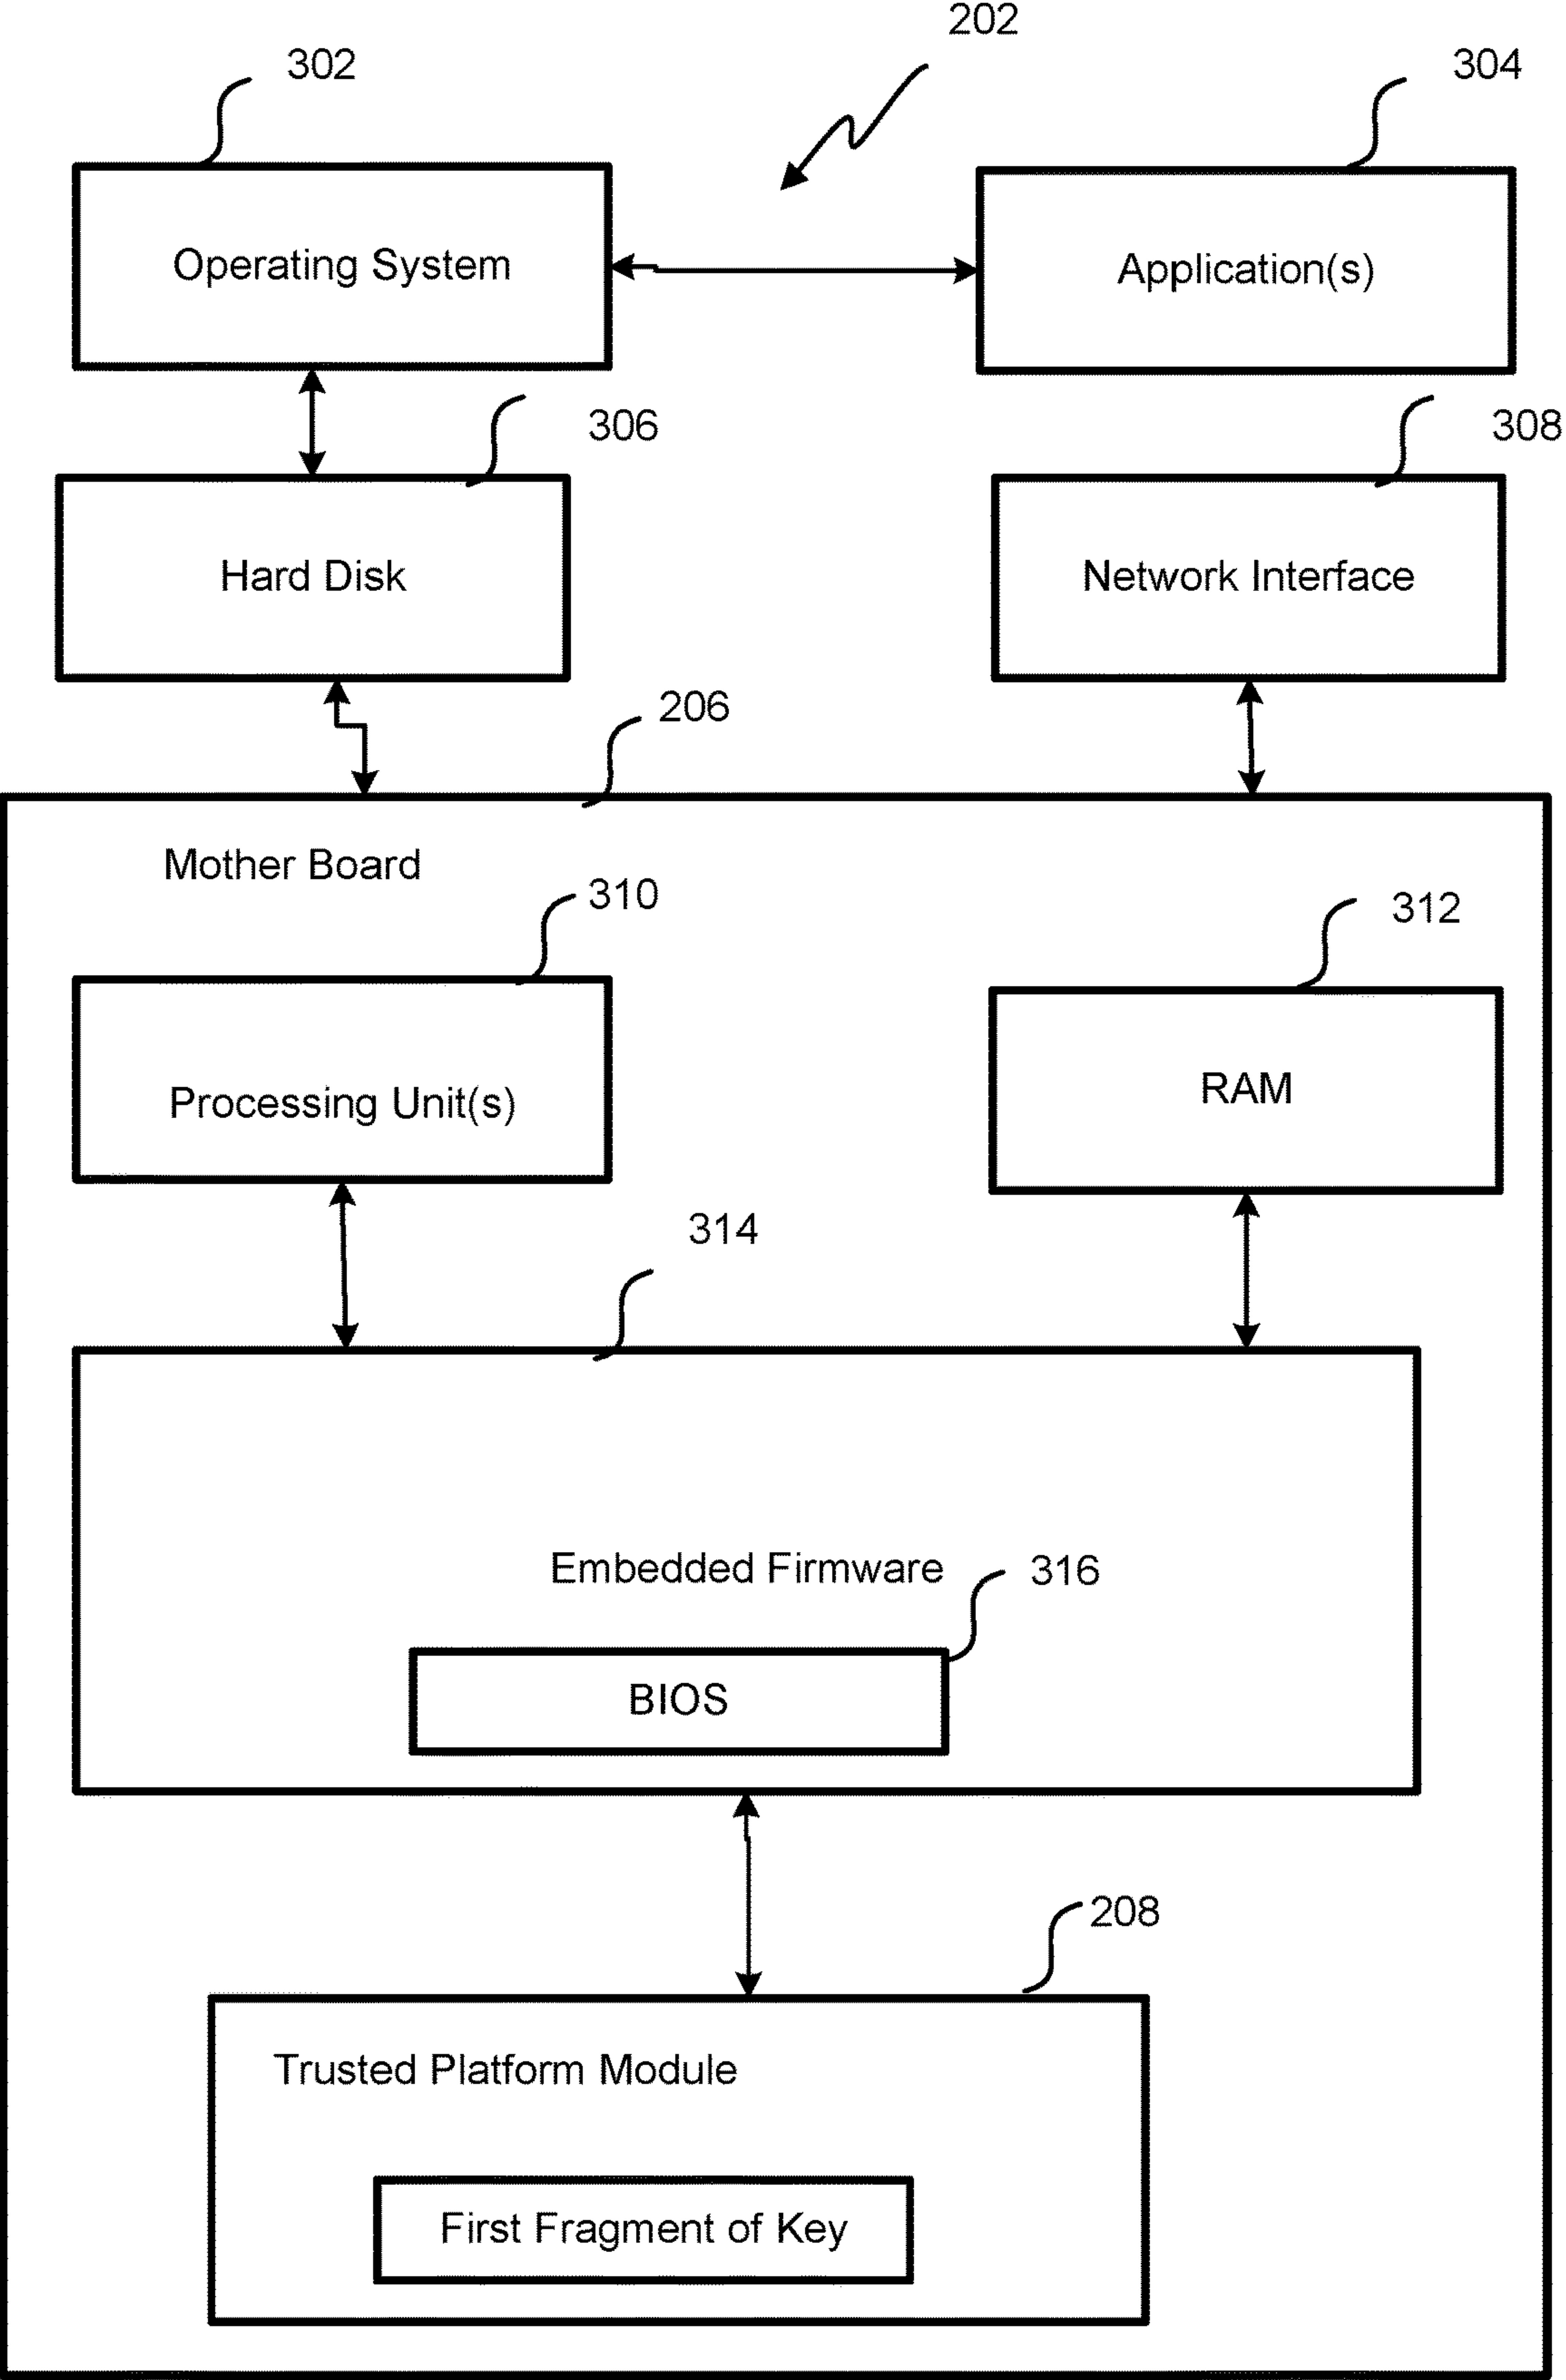 202
302
304
Operating System
Application(s)
306
308
Hard Disk
Network Interface
206
Mother Board
310
312
Processing Unit(s)
RAM
314
Embedded Firmware
316
BIOS
208
Trusted Platform Module
First Fragment of Key